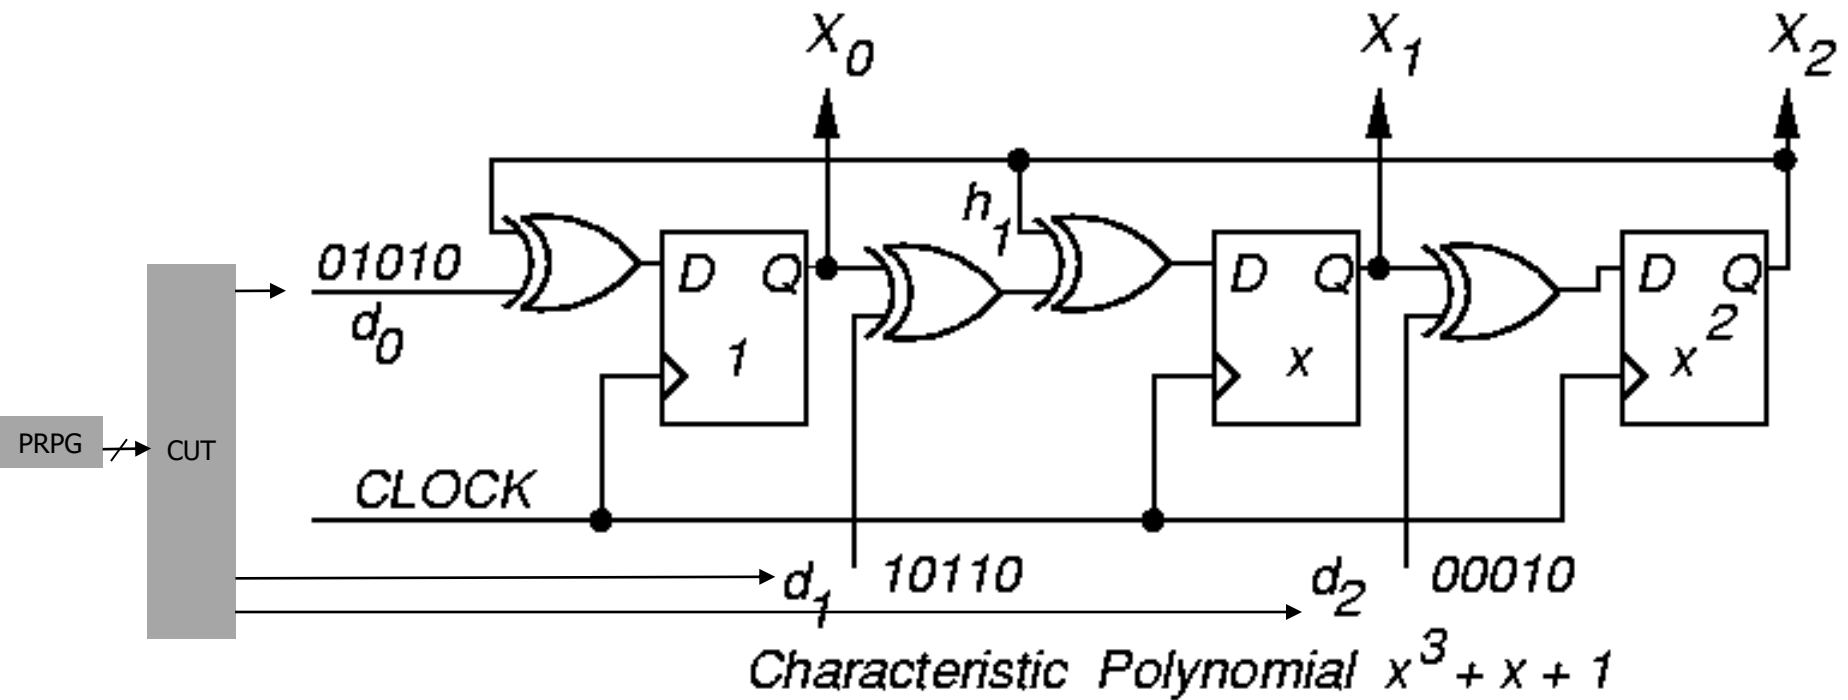 X0 X1 X2
h1
01010
d0
D Q D Q D Q
1 x x2
PRPG CUT
CLOCK
d1 10110 d2 00010
Characteristic Polynomial x3 + x + 1